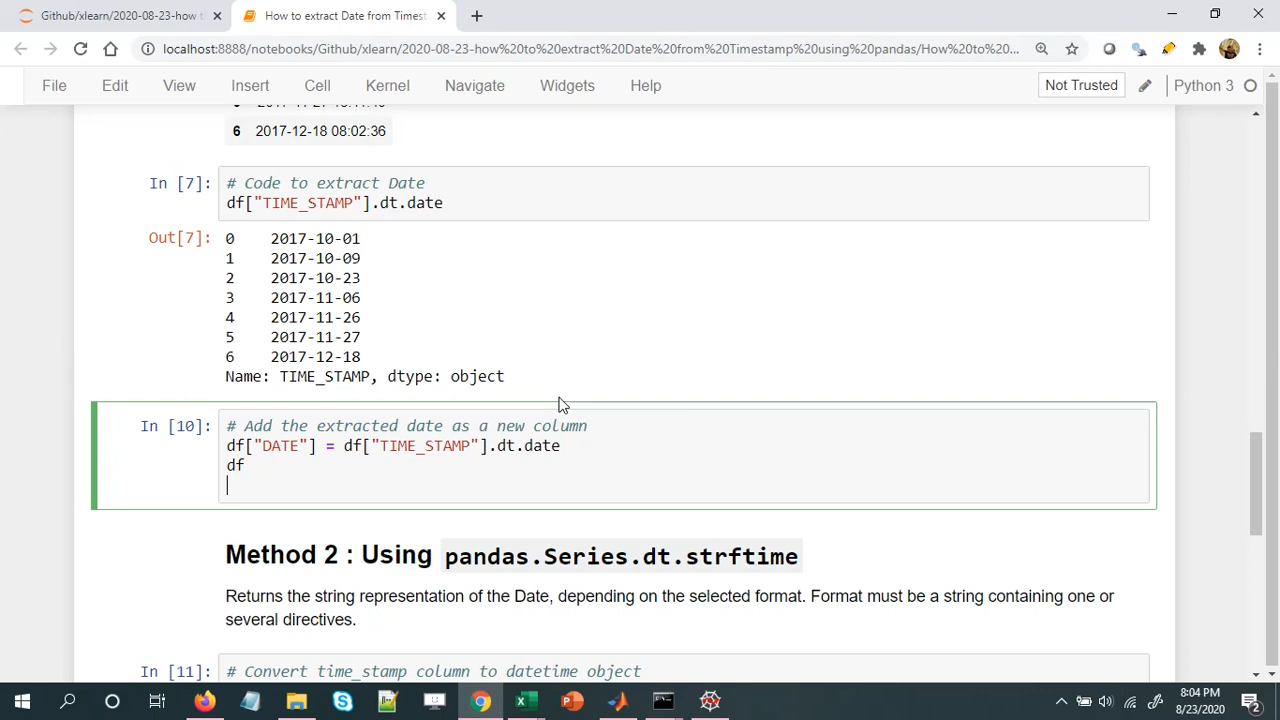 Github/xlearn/2020-08-23-how t
How to extract Date from Timesta
localhost:8888/notebooks/Github/xlearn/2020-08-23-how%20to%20extract%20Date%20from%20Timestamp%20using%20pandas/How%20to%20...
File Edit View Insert Cell Kernel Navigate Widgets Help Not Trusted Python 3
6 2017-12-18 08:02:36
In [7]: # Code to extract Date
df["TIME_STAMP"].dt.date
Out[7]: 0 2017-10-01
1 2017-10-09
2 2017-10-23
3 2017-11-06
4 2017-11-26
5 2017-11-27
6 2017-12-18
Name: TIME_STAMP, dtype: object
In [10]: # Add the extracted date as a new column
df["DATE"] = df["TIME_STAMP"].dt.date
df
Method 2 : Using pandas.Series.dt.strftime
Returns the string representation of the Date, depending on the selected format. Format must be a string containing one or
several directives.
In [11]: # Convert time_stamp column to datetime object
8:04 PM
8/23/2020
2